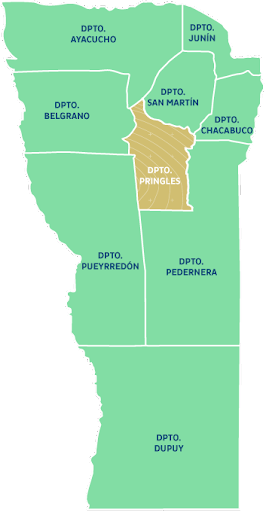 DPTO.
AYACUCHO
DPTO.
JUNÍN
DPTO.
SAN MARTÍN
DPTO.
BELGRANO
DPTO.
CHACABUCO
DPTO.
PRINGLES
DPTO.
PUEYRREDÓN
DPTO.
PEDERNERA
DPTO.
DUPUY